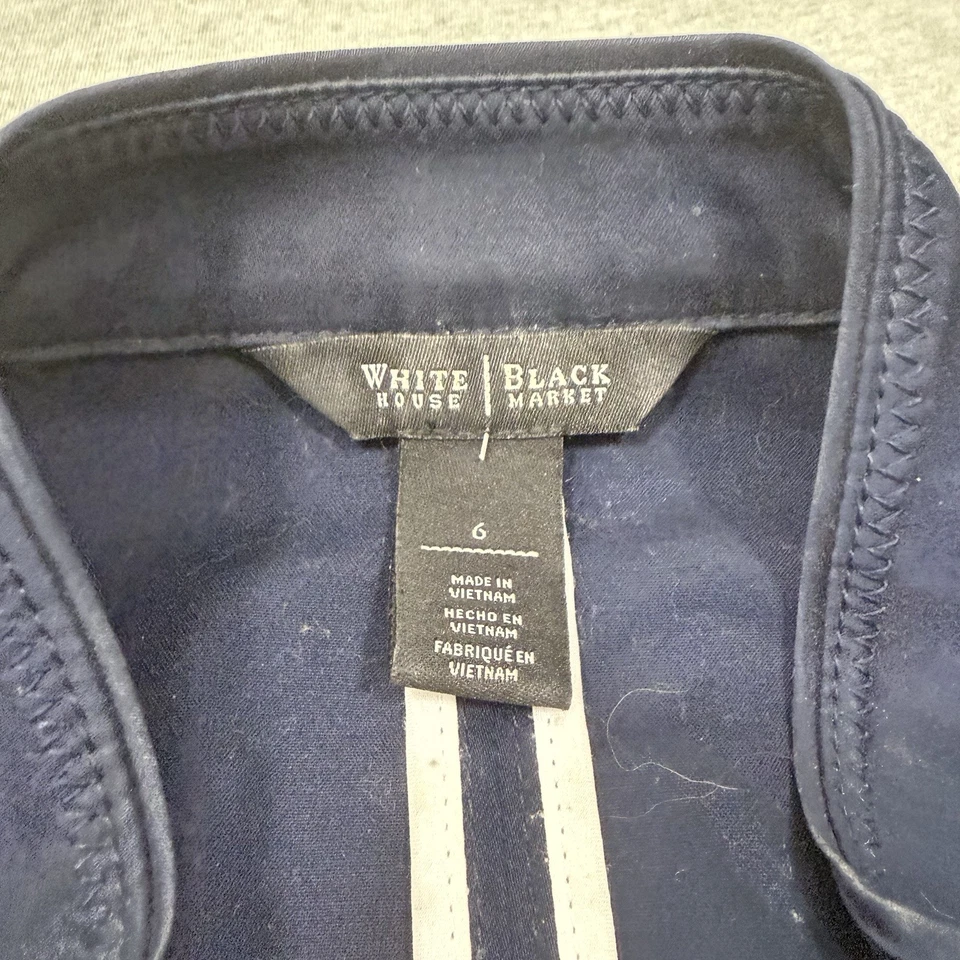 WHITE | BLACK
HOUSE | MARKET
6
MADE IN
VIETNAM
HECHO EN
VIETNAM
FABRIQUÉ EN
VIETNAM